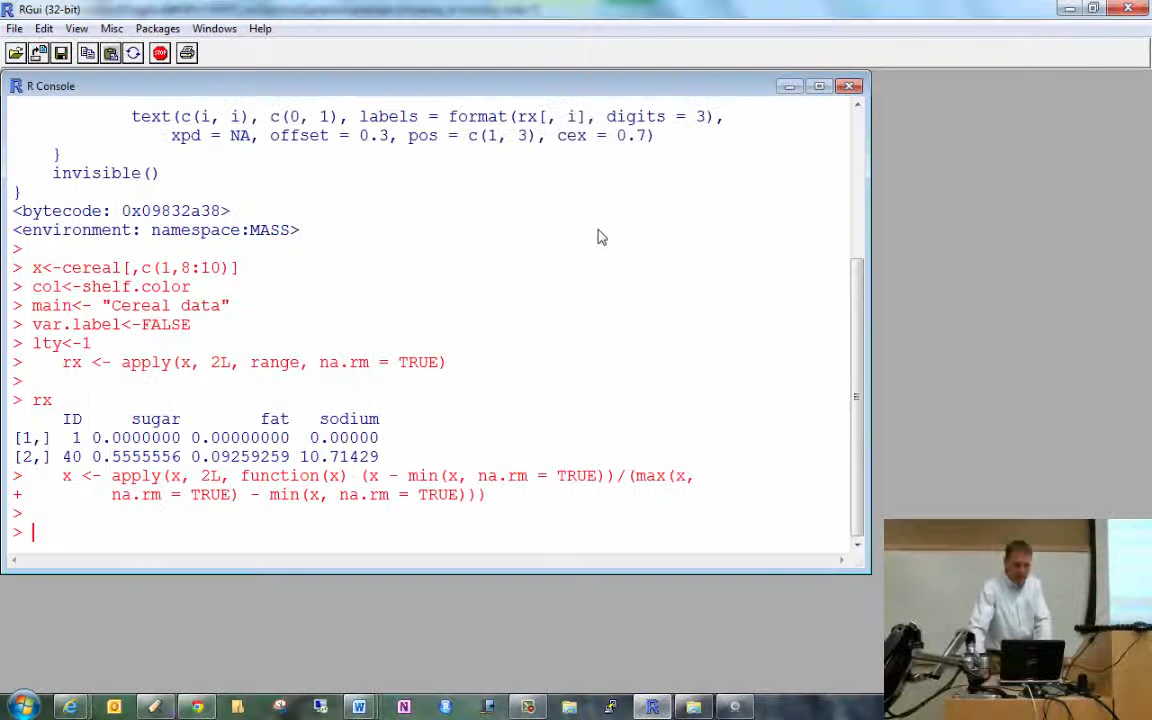 RGui (32-bit)
File Edit View Misc Packages Windows Help
STOP
R Console
text(c(i, i), c(0, 1), labels = format(rx[, i], digits = 3),
xpd = NA, offset = 0.3, pos = c(1, 3), cex = 0.7)
}
invisible()
}
<bytecode: 0x09832a38>
<environment: namespace:MASS>
>
> x<-cereal[,c(1,8:10)]
> col<-shelf.color
> main<- "Cereal data"
> var.label<-FALSE
> lty<-1
> rx <- apply(x, 2L, range, na.rm = TRUE)
>
> rx
ID sugar fat sodium
[1,] 1 0.0000000 0.00000000 0.00000
[2,] 40 0.5555556 0.09259259 10.71429
> x <- apply(x, 2L, function(x) (x - min(x, na.rm = TRUE))/(max(x,
+ na.rm = TRUE) - min(x, na.rm = TRUE)))
>
>